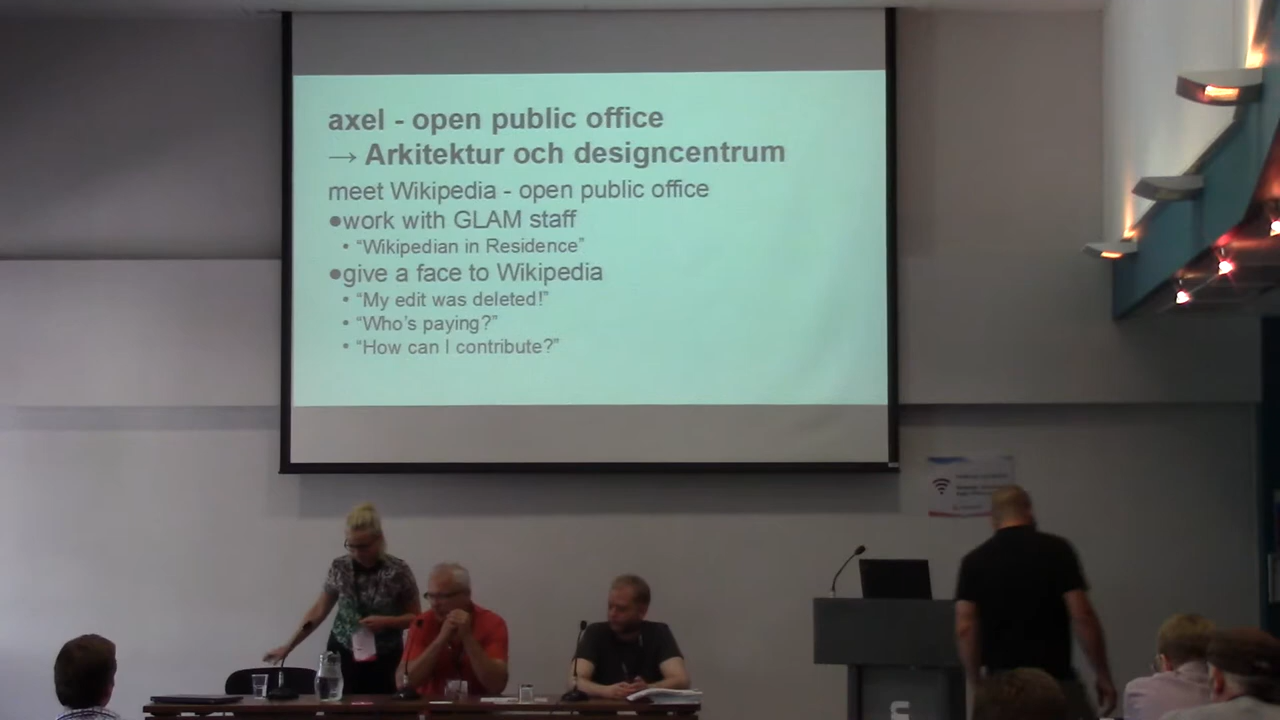 axel - open public office
→ Arkitektur och designcentrum
meet Wikipedia - open public office
●work with GLAM staff
• “Wikipedian in Residence”
●give a face to Wikipedia
• “My edit was deleted!”
• “Who’s paying?”
• “How can I contribute?”